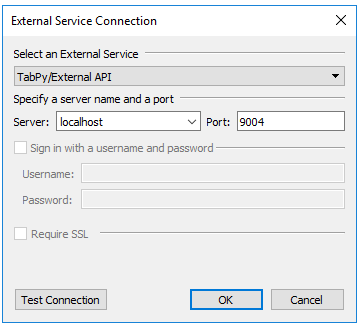 External Service Connection
Select an External Service
TabPy/External API
Specify a server name and a port
Server: localhost Port: 9004
Sign in with a username and password
Username:
Password:
Require SSL
Test Connection OK Cancel